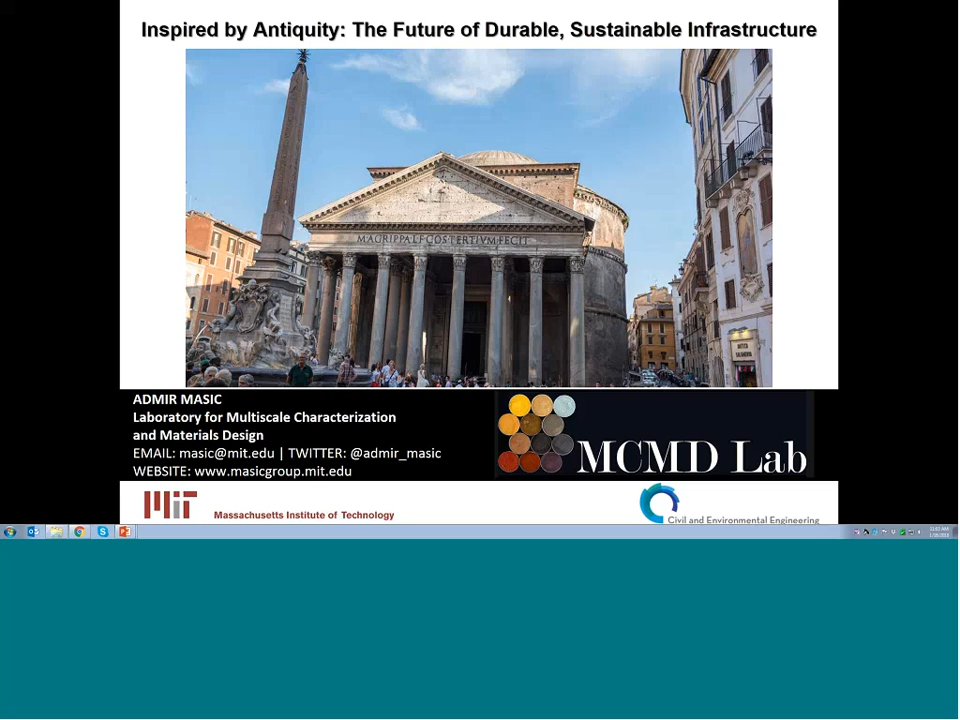 Inspired by Antiquity: The Future of Durable, Sustainable Infrastructure
M·AGRIPPA·L·F·COS·TERTIVM·FECIT
HOTEL
ADMIR MASIC
Laboratory for Multiscale Characterization
and Materials Design
EMAIL: masic@mit.edu | TWITTER: @admir_masic
WEBSITE: www.masicgroup.mit.edu
MCMD Lab
MIT
Massachusetts Institute of Technology
Civil and Environmental Engineering